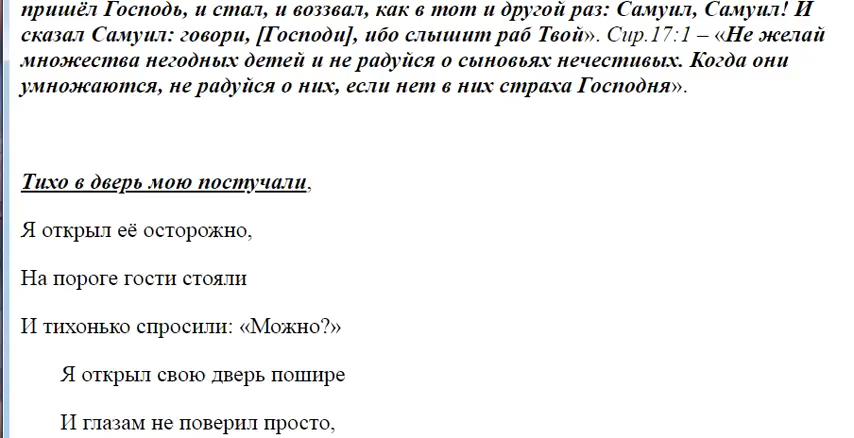 пришёл Господь, и стал, и воззвал, как в тот и другой раз: Самуил, Самуил! И
сказал Самуил: говори, [Господи], ибо слышит раб Твой». Сир.17:1 – «Не желай
множества негодных детей и не радуйся о сыновьях нечестивых. Когда они
умножаются, не радуйся о них, если нет в них страха Господня».
Тихо в дверь мою постучали,
Я открыл её осторожно,
На пороге гости стояли
И тихонько спросили: «Можно?»
Я открыл свою дверь пошире
И глазам не поверил просто,